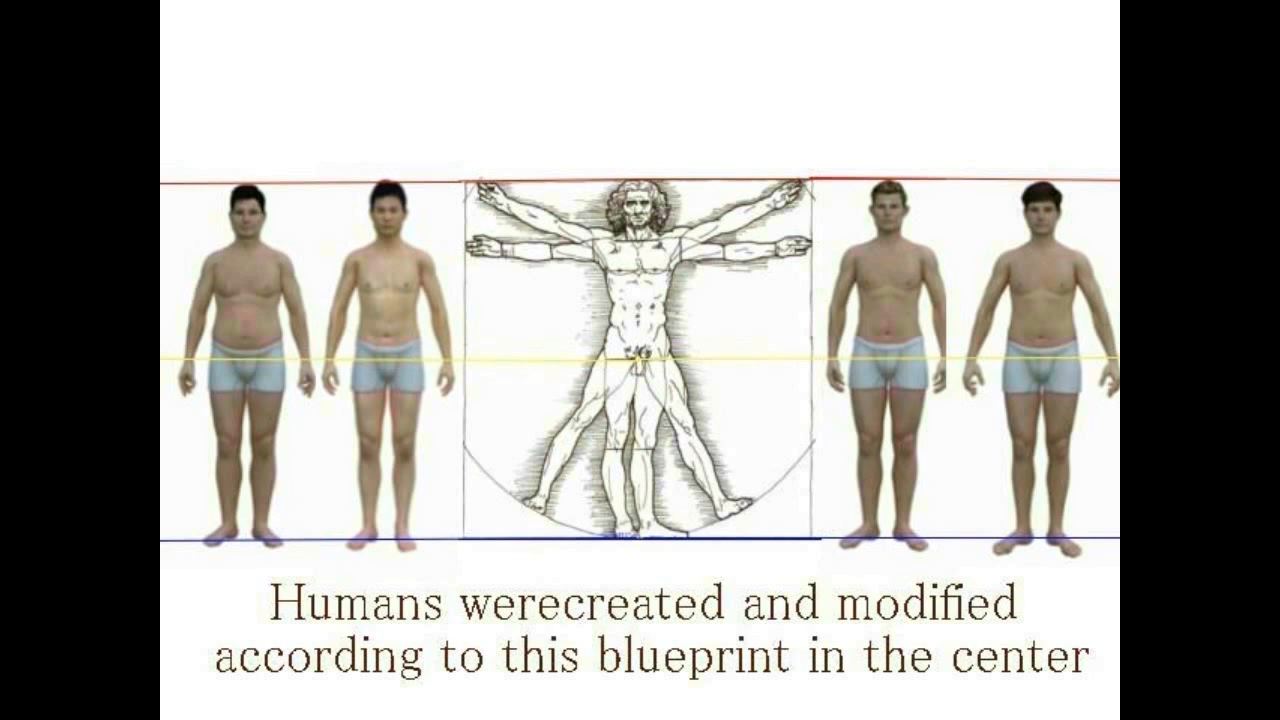 Humans werecreated and modified
according to this blueprint in the center